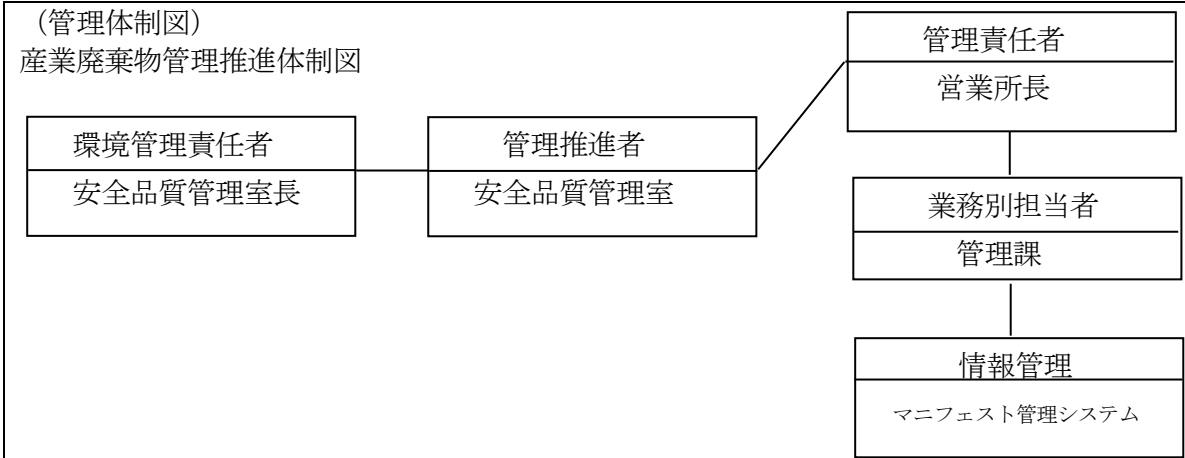 （管理体制図）
産業廃棄物管理推進体制図
環境管理責任者
安全品質管理室長
管理推進者
安全品質管理室
管理責任者
営業所長
業務別担当者
管理課
情報管理
マニフェスト管理システム